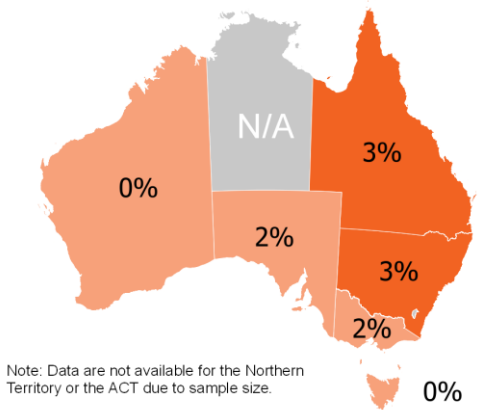 N/A
3%
0%
2%
3%
2%
Note: Data are not available for the Northern
Territory or the ACT due to sample size.
0%